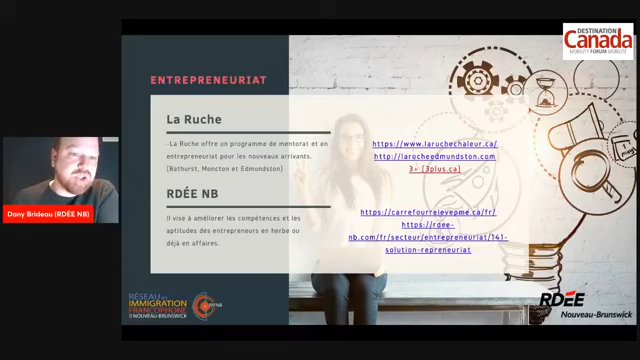 DESTINATION
Canada
MOBILITY FORUM MOBILITÉ
ENTREPRENEURIAT
La Ruche
-La Ruche offre un programme de mentorat et en
entrepreneuriat pour les nouveaux arrivants.
(Bathurst, Moncton et Edmundston)
https://www.laruchechaleur.ca/
http://larucheedmundston.com
3+ (3plus.ca)
RDÉE NB
Il vise à améliorer les compétences et les
aptitudes des entrepreneurs en herbe ou
déjà en affaires.
https://carrefourrelevepme.ca/fr/
https://rdee-
nb.com/fr/secteur/entrepreneuriat/141-
solution-repreneuriat
Dany Brideau (RDÉE NB)
RÉSEAU EN
IMMIGRATION
FRANCOPHONE
DU NOUVEAU-BRUNSWICK
RDÉE
Nouveau-Brunswick